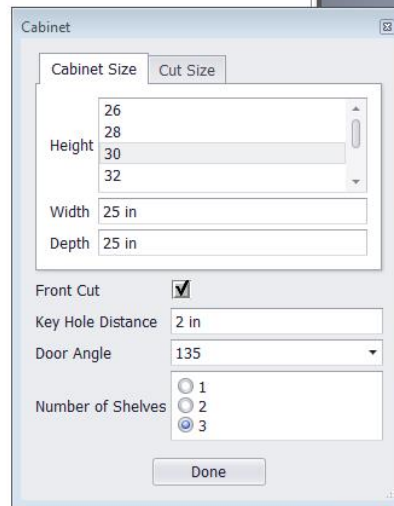 Cabinet
Cabinet Size Cut Size
Height
26
28
30
32
Width 25 in
Depth 25 in
Front Cut
Key Hole Distance 2 in
Door Angle 135
Number of Shelves
1
2
3
Done